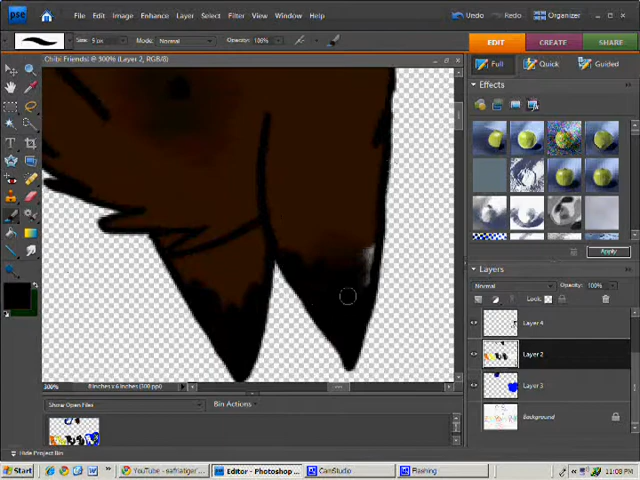 pse File Edit Image Enhance Layer Select Filter View Window Help Undo Redo Organizer
Size: 5 px Mode: Normal Opacity: 100% EDIT CREATE SHARE
Chibi Friends @ 300% (Layer 2, RGB/8)
Full Quick Guided
Effects
Apply
Layers
Normal Opacity: 100%
Lock:
Layer 4
Layer 2
Layer 3
Background
300% 8 inches x 6 inches (300 ppi)
Show Open Files Bin Actions
Hide Project Bin
Start YouTube - safnatiger... Editor - Photoshop ... CamStudio Flashing 11:08 PM